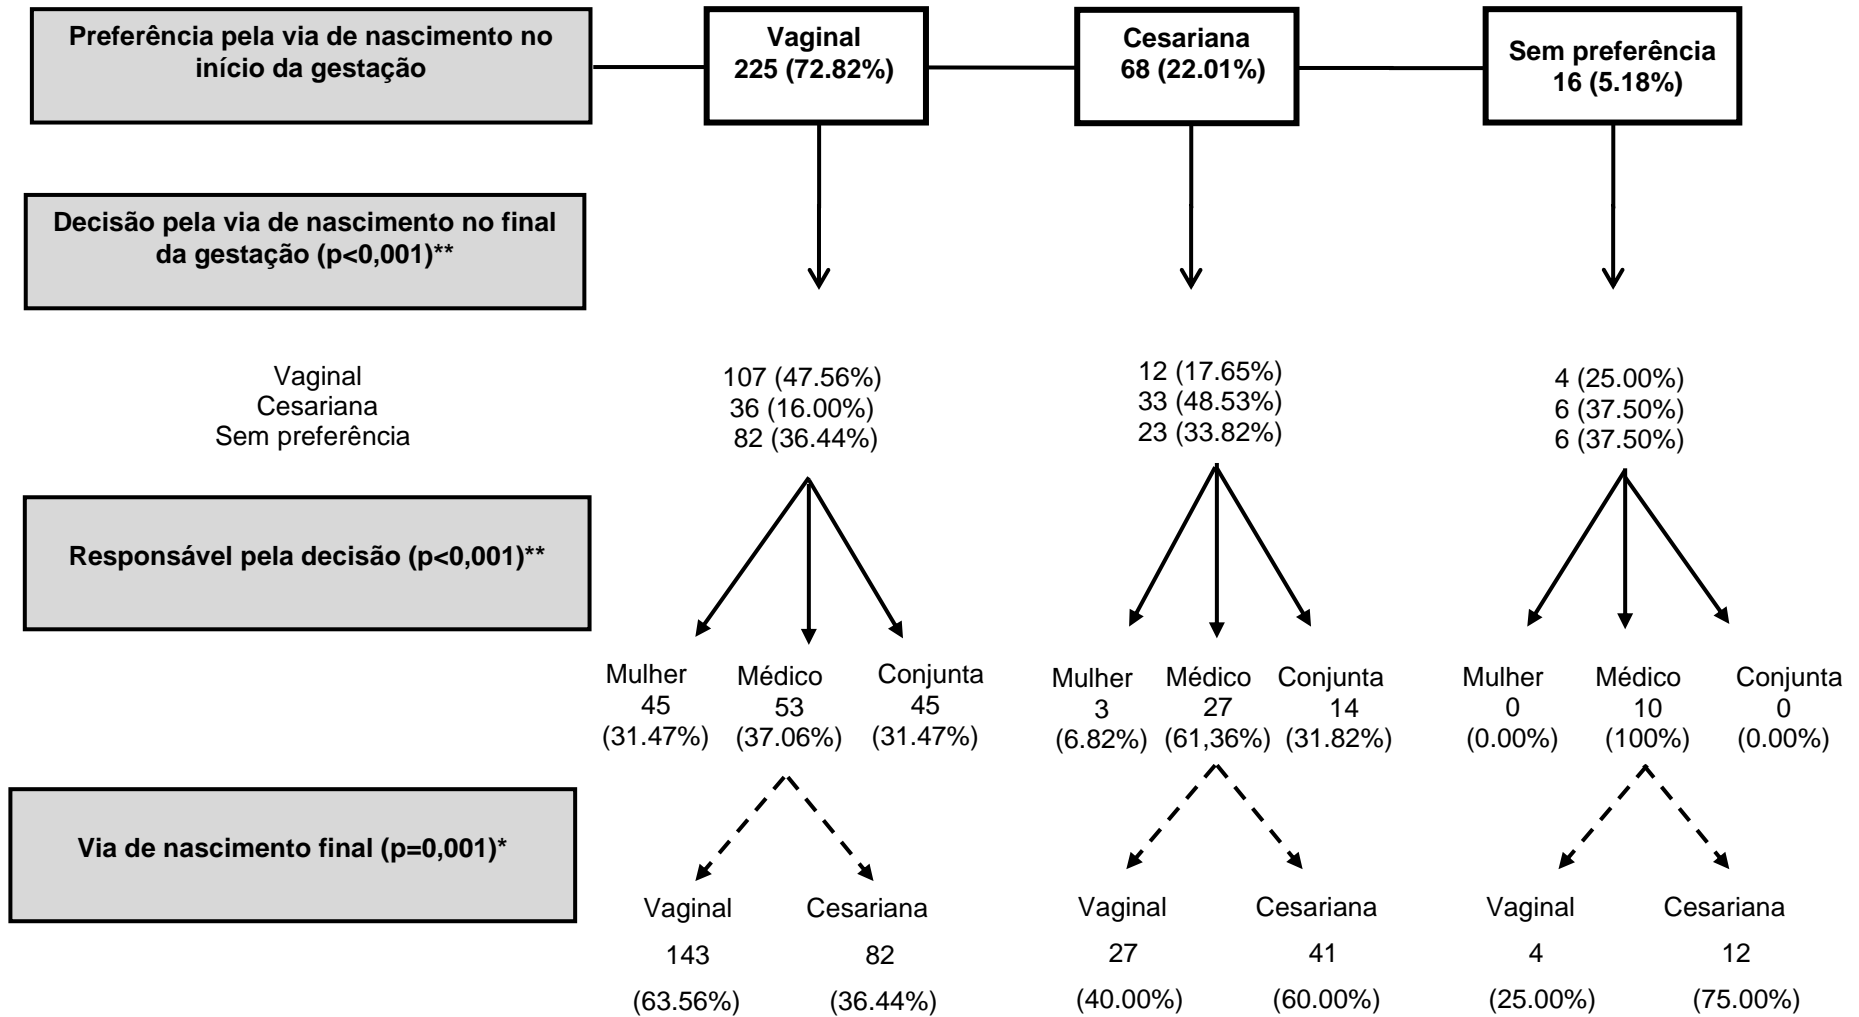 Preferência pela via de nascimento no
início da gestação
Vaginal
225 (72.82%)
Cesariana
68 (22.01%)
Sem preferência
16 (5.18%)
Decisão pela via de nascimento no final
da gestação (p<0,001)**
Vaginal
Cesariana
Sem preferência
107 (47.56%)
36 (16.00%)
82 (36.44%)
12 (17.65%)
33 (48.53%)
23 (33.82%)
4 (25.00%)
6 (37.50%)
6 (37.50%)
Responsável pela decisão (p<0,001)**
Mulher
45
(31.47%)
Médico
53
(37.06%)
Conjunta
45
(31.47%)
Mulher
3
(6.82%)
Médico
27
(61,36%)
Conjunta
14
(31.82%)
Mulher
0
(0.00%)
Médico
10
(100%)
Conjunta
0
(0.00%)
Via de nascimento final (p=0,001)*
Vaginal
143
(63.56%)
Cesariana
82
(36.44%)
Vaginal
27
(40.00%)
Cesariana
41
(60.00%)
Vaginal
4
(25.00%)
Cesariana
12
(75.00%)